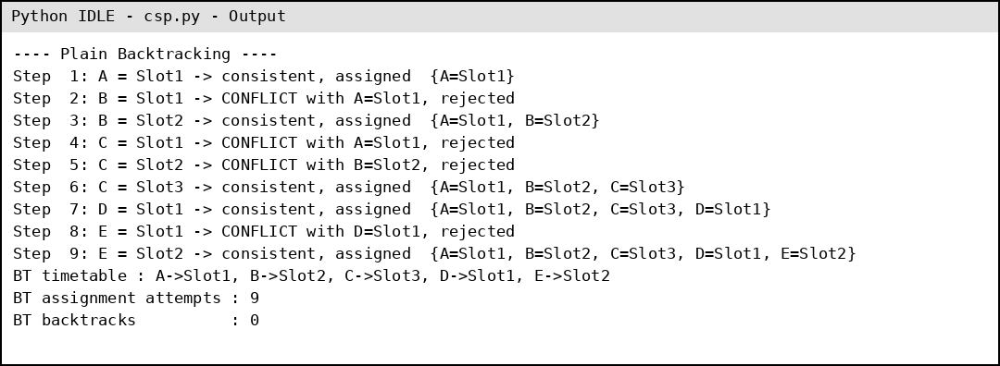 Python IDLE - csp.py - Output
---- Plain Backtracking ----
Step  1: A = Slot1 -> consistent, assigned  {A=Slot1}
Step  2: B = Slot1 -> CONFLICT with A=Slot1, rejected
Step  3: B = Slot2 -> consistent, assigned  {A=Slot1, B=Slot2}
Step  4: C = Slot1 -> CONFLICT with A=Slot1, rejected
Step  5: C = Slot2 -> CONFLICT with B=Slot2, rejected
Step  6: C = Slot3 -> consistent, assigned  {A=Slot1, B=Slot2, C=Slot3}
Step  7: D = Slot1 -> consistent, assigned  {A=Slot1, B=Slot2, C=Slot3, D=Slot1}
Step  8: E = Slot1 -> CONFLICT with D=Slot1, rejected
Step  9: E = Slot2 -> consistent, assigned  {A=Slot1, B=Slot2, C=Slot3, D=Slot1, E=Slot2}
BT timetable : A->Slot1, B->Slot2, C->Slot3, D->Slot1, E->Slot2
BT assignment attempts : 9
BT backtracks          : 0